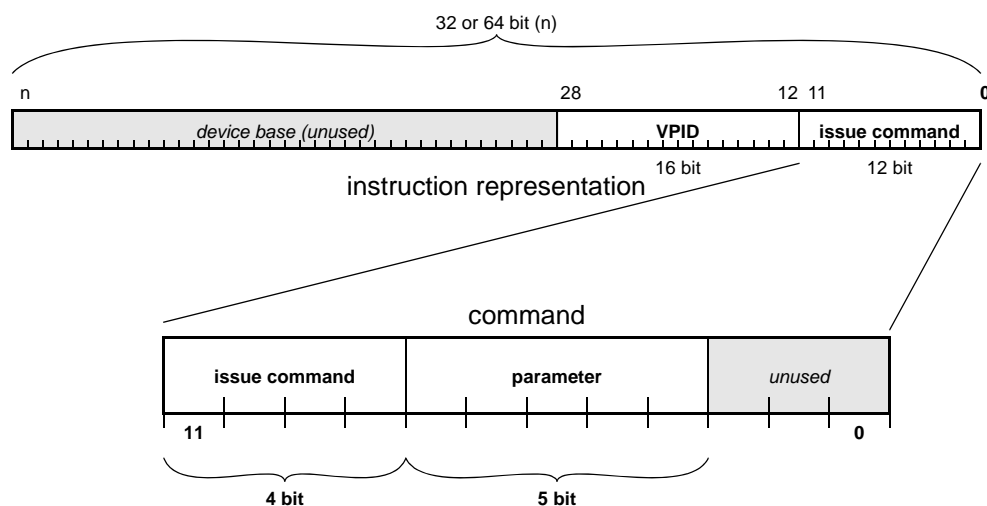 32 or 64 bit (n)
n 28 12 11 0
device base (unused) VPID issue command
16 bit 12 bit
instruction representation
command
issue command parameter unused
11 0
4 bit 5 bit